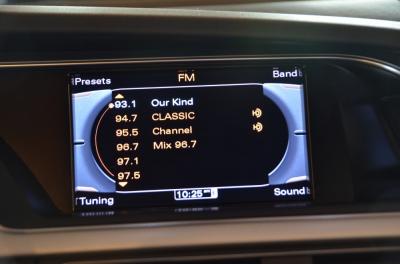 Presets FM Band
93.1 Our Kind
94.7 CLASSIC
95.5 Channel
96.7 Mix 96.7
97.1
97.5
Tuning 10:25 Sound